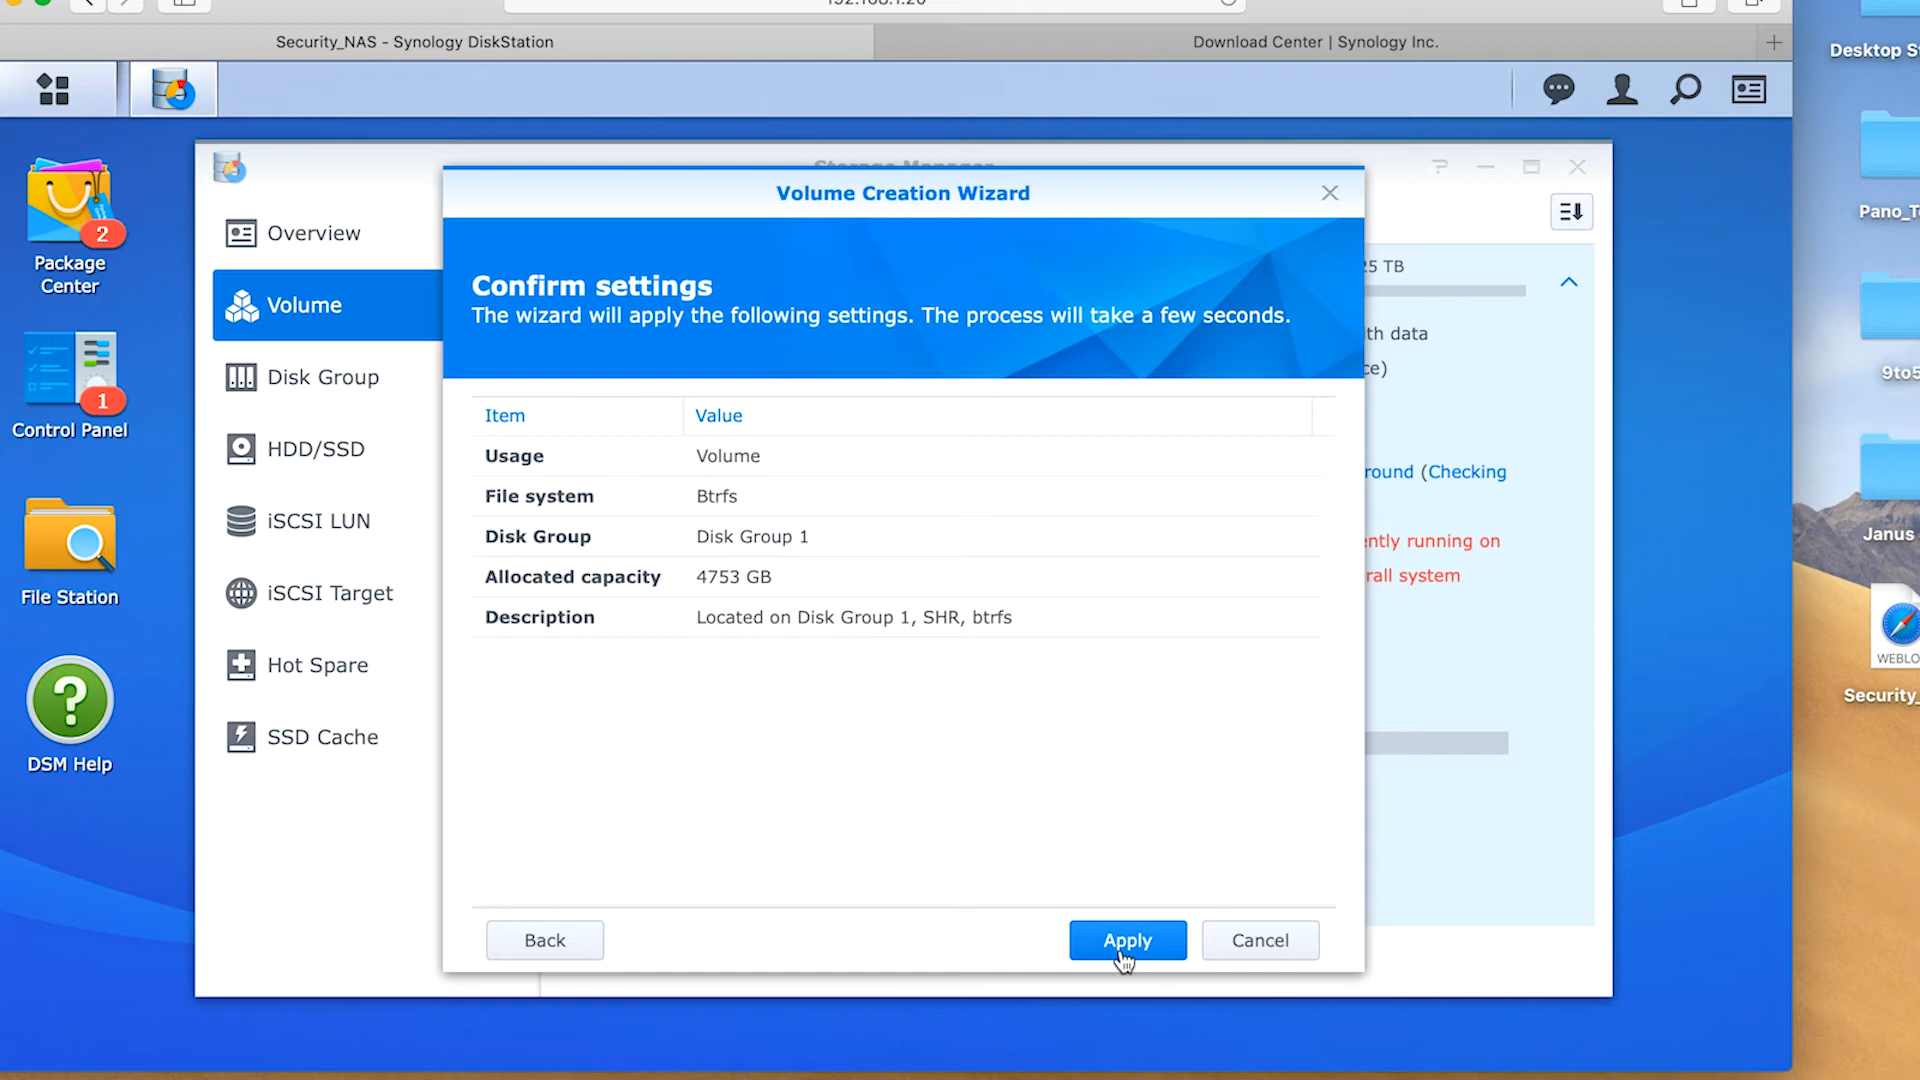 Security_NAS - Synology DiskStation
Download Center | Synology Inc.
Desktop
2
Package
Center
1
Control Panel
File Station
DSM Help
Overview
Volume
Disk Group
HDD/SSD
iSCSI LUN
iSCSI Target
Hot Spare
SSD Cache
Storage Manager
Volume Creation Wizard
Confirm settings
The wizard will apply the following settings. The process will take a few seconds.
Item Value
Usage Volume
File system Btrfs
Disk Group Disk Group 1
Allocated capacity 4753 GB
Description Located on Disk Group 1, SHR, btrfs
Back
Apply
Cancel
25 TB
th data
ce)
round (Checking
ntly running on
rall system
Pano_T
9to5
Janus
WEBLO
Security_